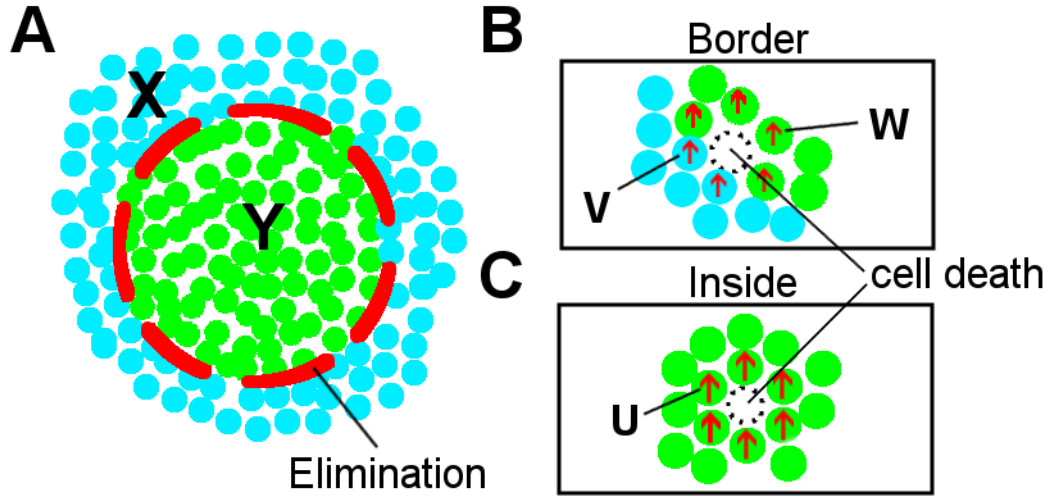 A
X
Y
Elimination
B
Border
W
V
C
Inside
cell death
U